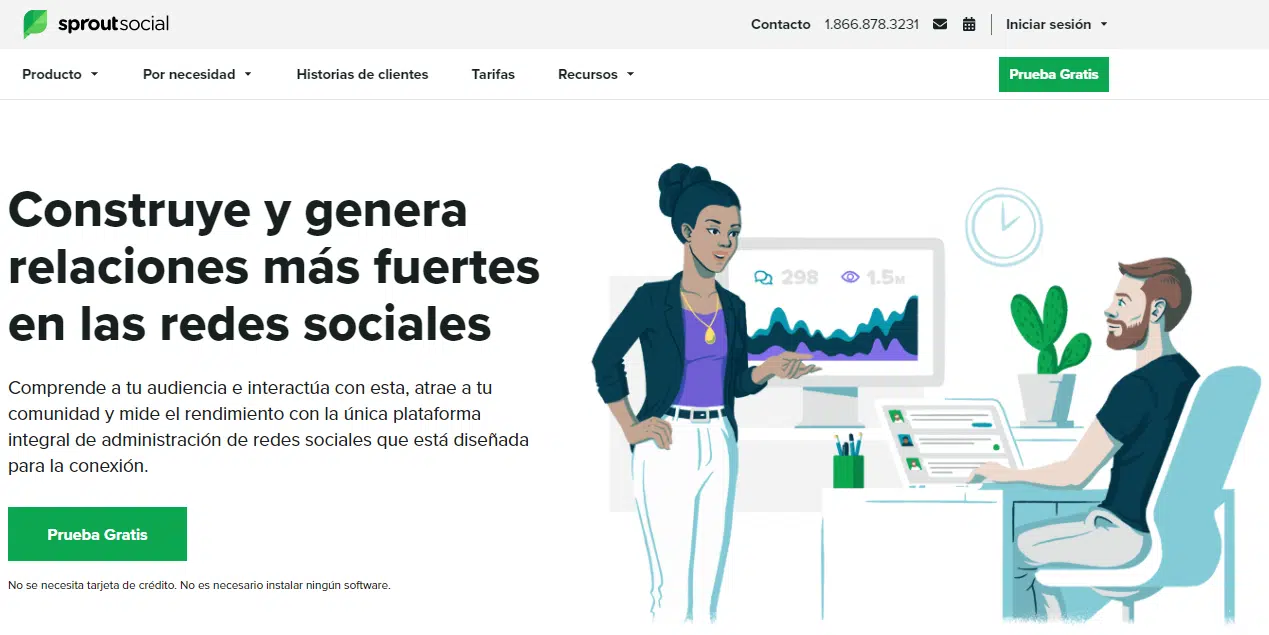 sproutsocial
Contacto 1.866.878.3231 Iniciar sesión
Producto Por necesidad Historias de clientes Tarifas Recursos Prueba Gratis
Construye y genera
relaciones más fuertes
en las redes sociales
298 1.5M
Comprende a tu audiencia e interactúa con esta, atrae a tu
comunidad y mide el rendimiento con la única plataforma
integral de administración de redes sociales que está diseñada
para la conexión.
Prueba Gratis
No se necesita tarjeta de crédito. No es necesario instalar ningún software.